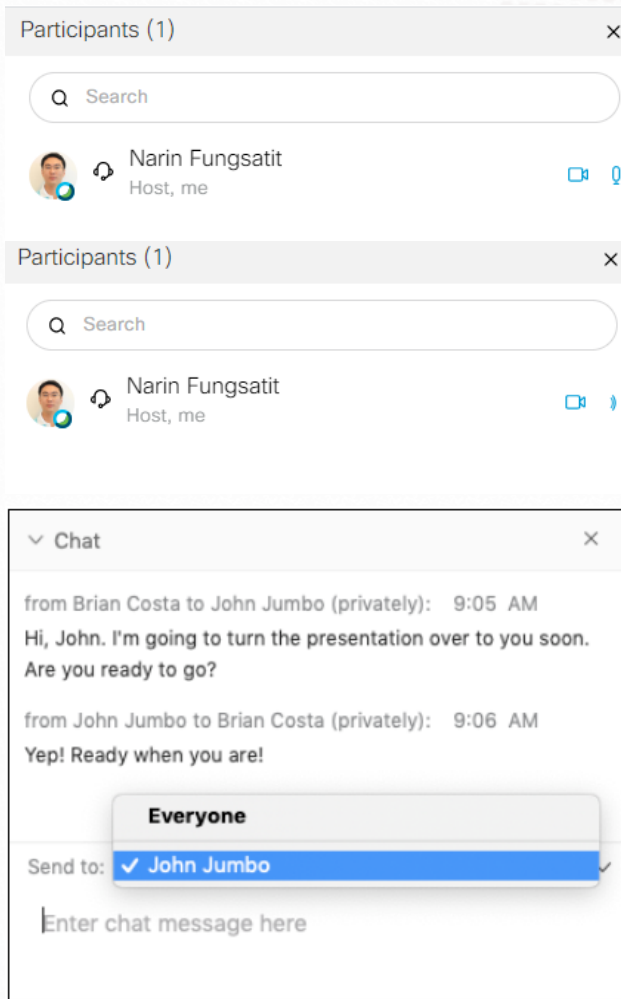 Participants (1)
Search
Narin Fungsatit
Host, me
Participants (1)
Search
Narin Fungsatit
Host, me
Chat
from Brian Costa to John Jumbo (privately): 9:05 AM
Hi, John. I'm going to turn the presentation over to you soon.
Are you ready to go?
from John Jumbo to Brian Costa (privately): 9:06 AM
Yep! Ready when you are!
Everyone
Send to: ✓ John Jumbo
Enter chat message here